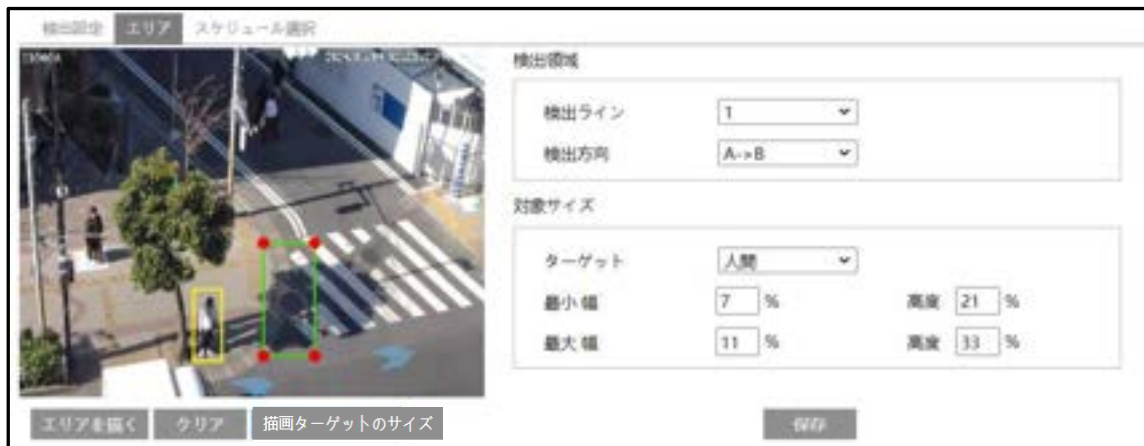 検出設定 エリア スケジュール選択
検出領域
検出ライン 1
検出方向 A->B
対象サイズ
ターゲット 人間
最小 幅 7 % 高度 21 %
最大 幅 11 % 高度 33 %
エリアを描く クリア 描画ターゲットのサイズ 保存